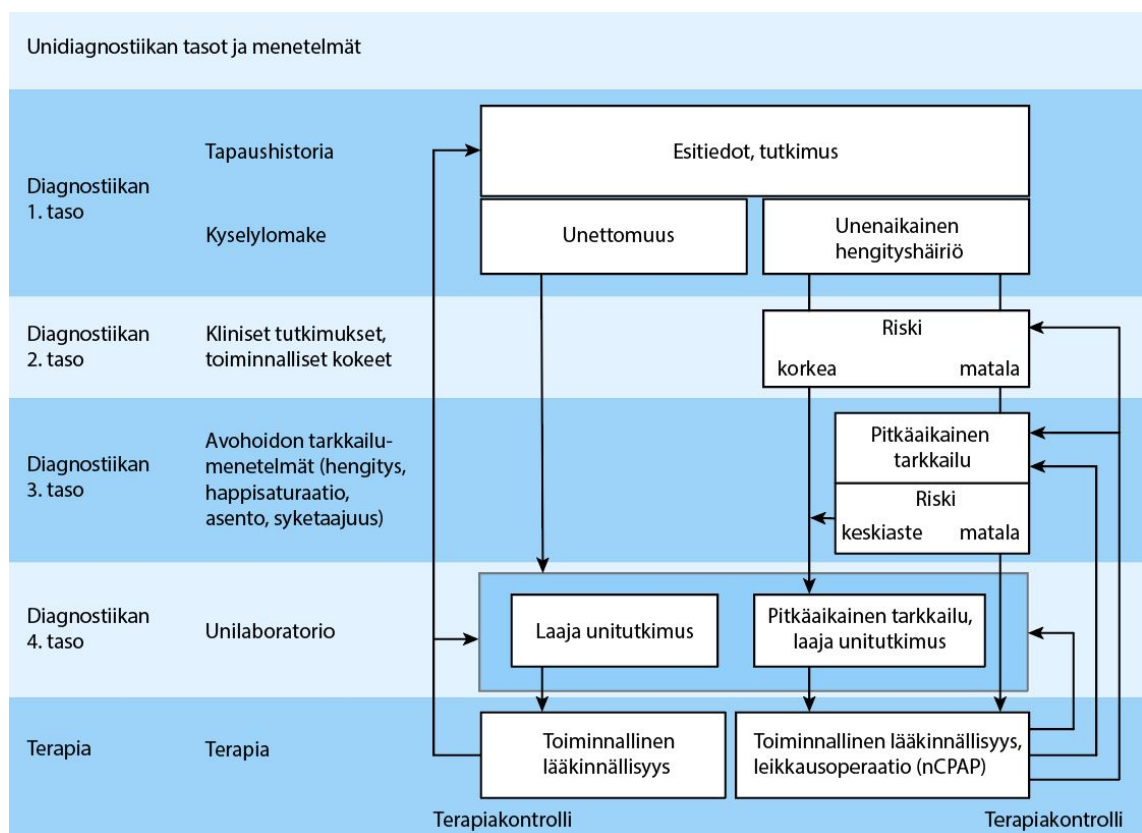 Unidiagnostiikan tasot ja menetelmät
Diagnostiikan
1. taso
Tapaushistoria
Esitiedot, tutkimus
Kyselylomake
Unettomuus
Unenaikainen
hengityshäiriö
Diagnostiikan
2. taso
Kliniset tutkimukset,
toiminnalliset kokeet
Riski
korkea
matala
Diagnostiikan
3. taso
Avohoidon tarkkailu-
menetelmät (hengitys,
happisaturaatio,
asento, syketaajuus)
Pitkäaikainen
tarkkailu
Riski
keskiaste
matala
Diagnostiikan
4. taso
Unilaboratorio
Laaja unitutkimus
Pitkäaikainen tarkkailu,
laaja unitutkimus
Terapia
Terapia
Toiminnallinen
lääkinnällisyys
Toiminnallinen lääkinnällisyys,
leikkausoperaatio (nCPAP)
Terapiakontrolli
Terapiakontrolli